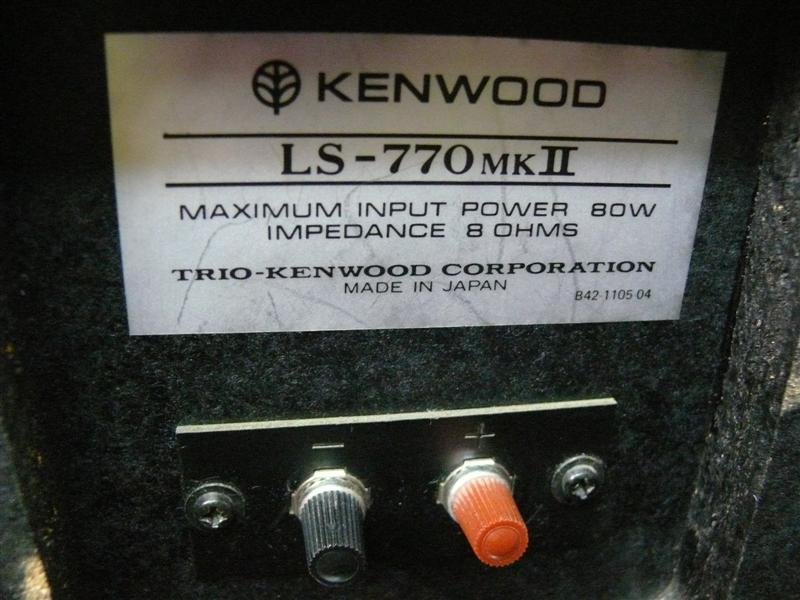 KENWOOD
LS-770 MK II
MAXIMUM INPUT POWER 80W
IMPEDANCE 8 OHMS
TRIO-KENWOOD CORPORATION
MADE IN JAPAN
B42-1105 04
− +